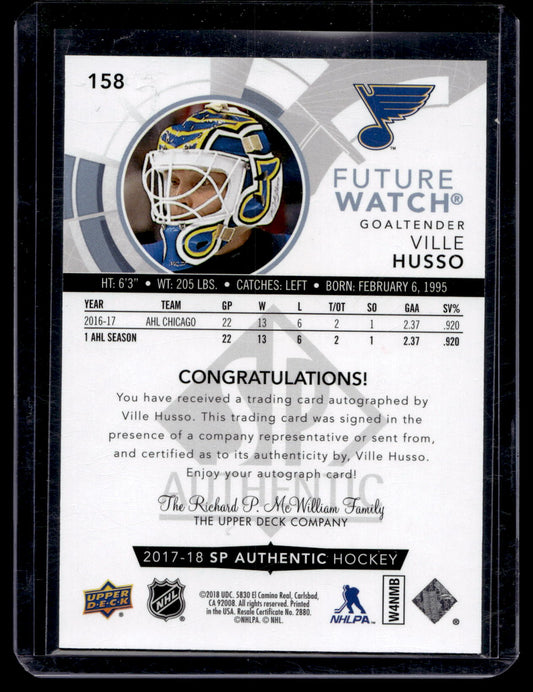 158
FUTURE
WATCH®
GOALTENDER
VILLE
HUSSO
HT: 6'3" • WT: 205 LBS. • CATCHES: LEFT • BORN: FEBRUARY 6, 1995
YEAR TEAM GP W L T/OT SO GAA SV%
2016-17 AHL CHICAGO 22 13 6 2 1 2.37 .920
1 AHL SEASON 22 13 6 2 1 2.37 .920
SP
AUTHENTIC
CONGRATULATIONS!
You have received a trading card autographed by
Ville Husso. This trading card was signed in the
presence of a company representative or sent from,
and certified as to its authenticity by, Ville Husso.
Enjoy your autograph card!
The Richard P. McWilliam Family
THE UPPER DECK COMPANY
2017-18 SP AUTHENTIC HOCKEY
UPPER
DECK
NHL
©2018 UDC. 5830 El Camino Real, Carlsbad,
CA 92008. All rights reserved. Printed
in the USA. Resale Certificate No. 2880.
©NHLPA. © NHL.
NHLPA™
W4NMB
®